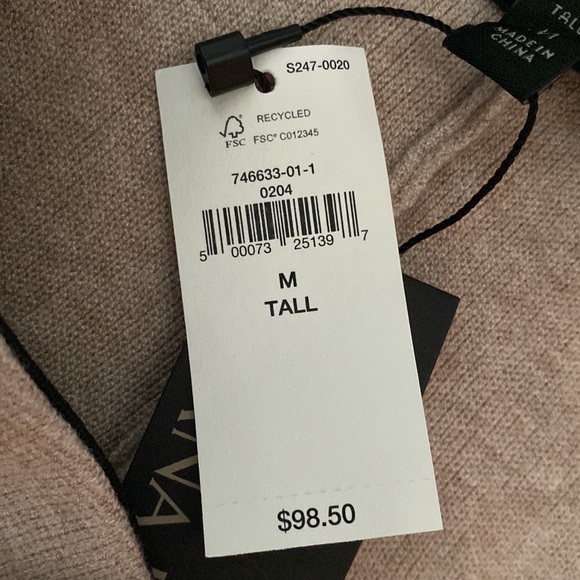 S247-0020
RECYCLED
FSC
FSC® C012345
746633-01-1
0204
5 00073 25139 7
M
TALL
$98.50
MADE IN
CHINA